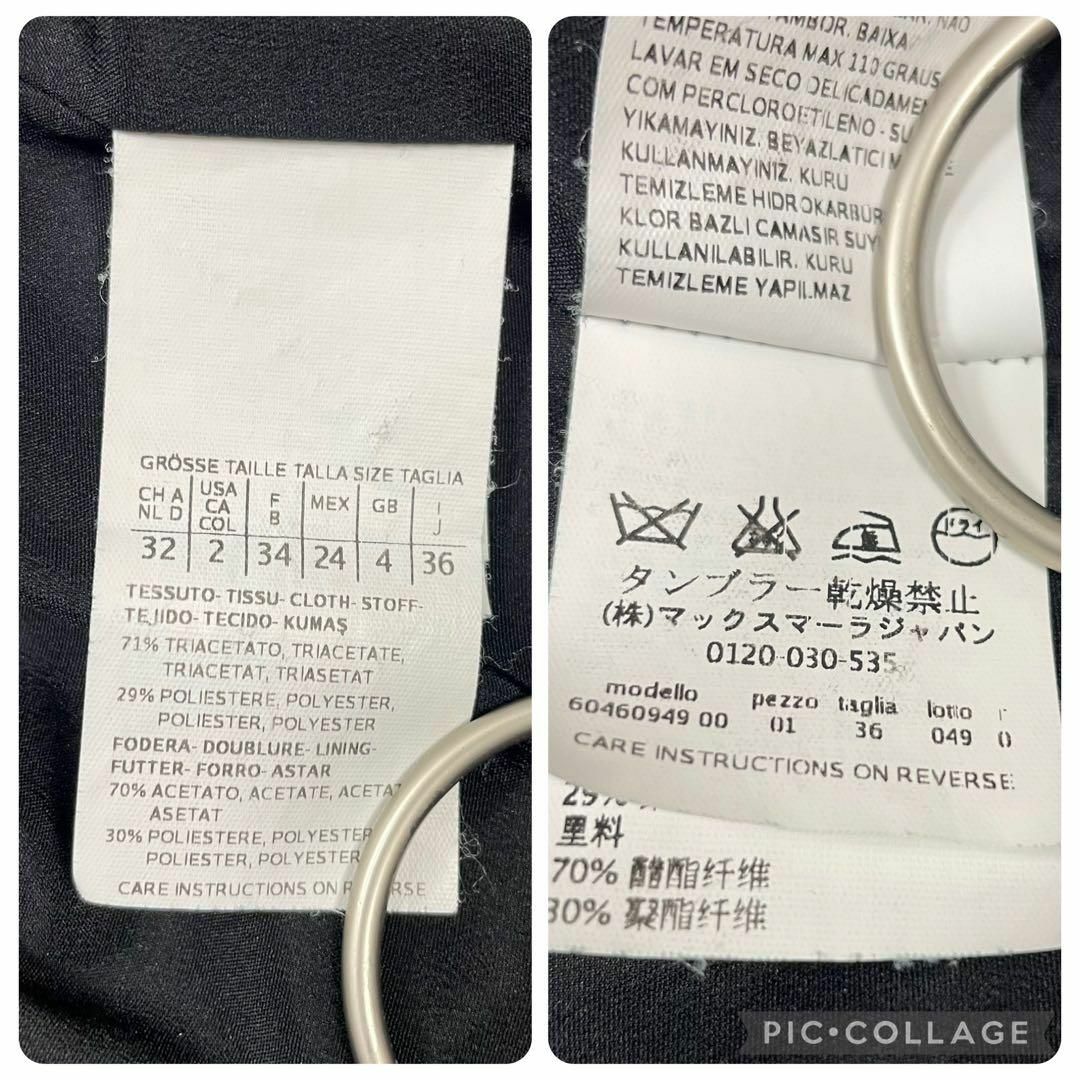 GRÖSSE TAILLE TALLA SIZE TAGLIA
CH A NL D USA CA COL F B MEX GB I J
32 2 34 24 4 36
TESSUTO- TISSU- CLOTH- STOFF-
TEJIDO- TECIDO- KUMAŞ
71% TRIACETATO, TRIACETATE,
TRIACETAT, TRIASETAT
29% POLIESTERE, POLYESTER,
POLIESTER, POLYESTER
FODERA- DOUBLURE- LINING-
FUTTER- FORRO- ASTAR
70% ACETATO, ACETATE,
ASETAT
30% POLIESTERE, POLYESTER
POLIESTER, POLYESTER
CARE INSTRUCTIONS ON REVERSE
TAMBOR. BAIXA
TEMPERATURA MAX 110 GRAUS
LAVAR EM SECO
COM PERCLOROETILENO -
YIKAMAYINIZ. BEYAZLATICI
KULLANMAYINIZ. KURU
TEMIZLEME
KLOR BAZLI CAMASIR
KULLANILABILIR. KURU
TEMIZLEME YAPILMAZ
ドライ
タンブラー乾燥禁止
(株)マックスマーラジャパン
0120-030-535
modello pezzo taglia lotto
60460949 00 01 36 049
CARE INSTRUCTIONS ON REVERSE
29%
里料
70% 醋酯纤维
30% 聚酯纤维
PIC•COLLAGE